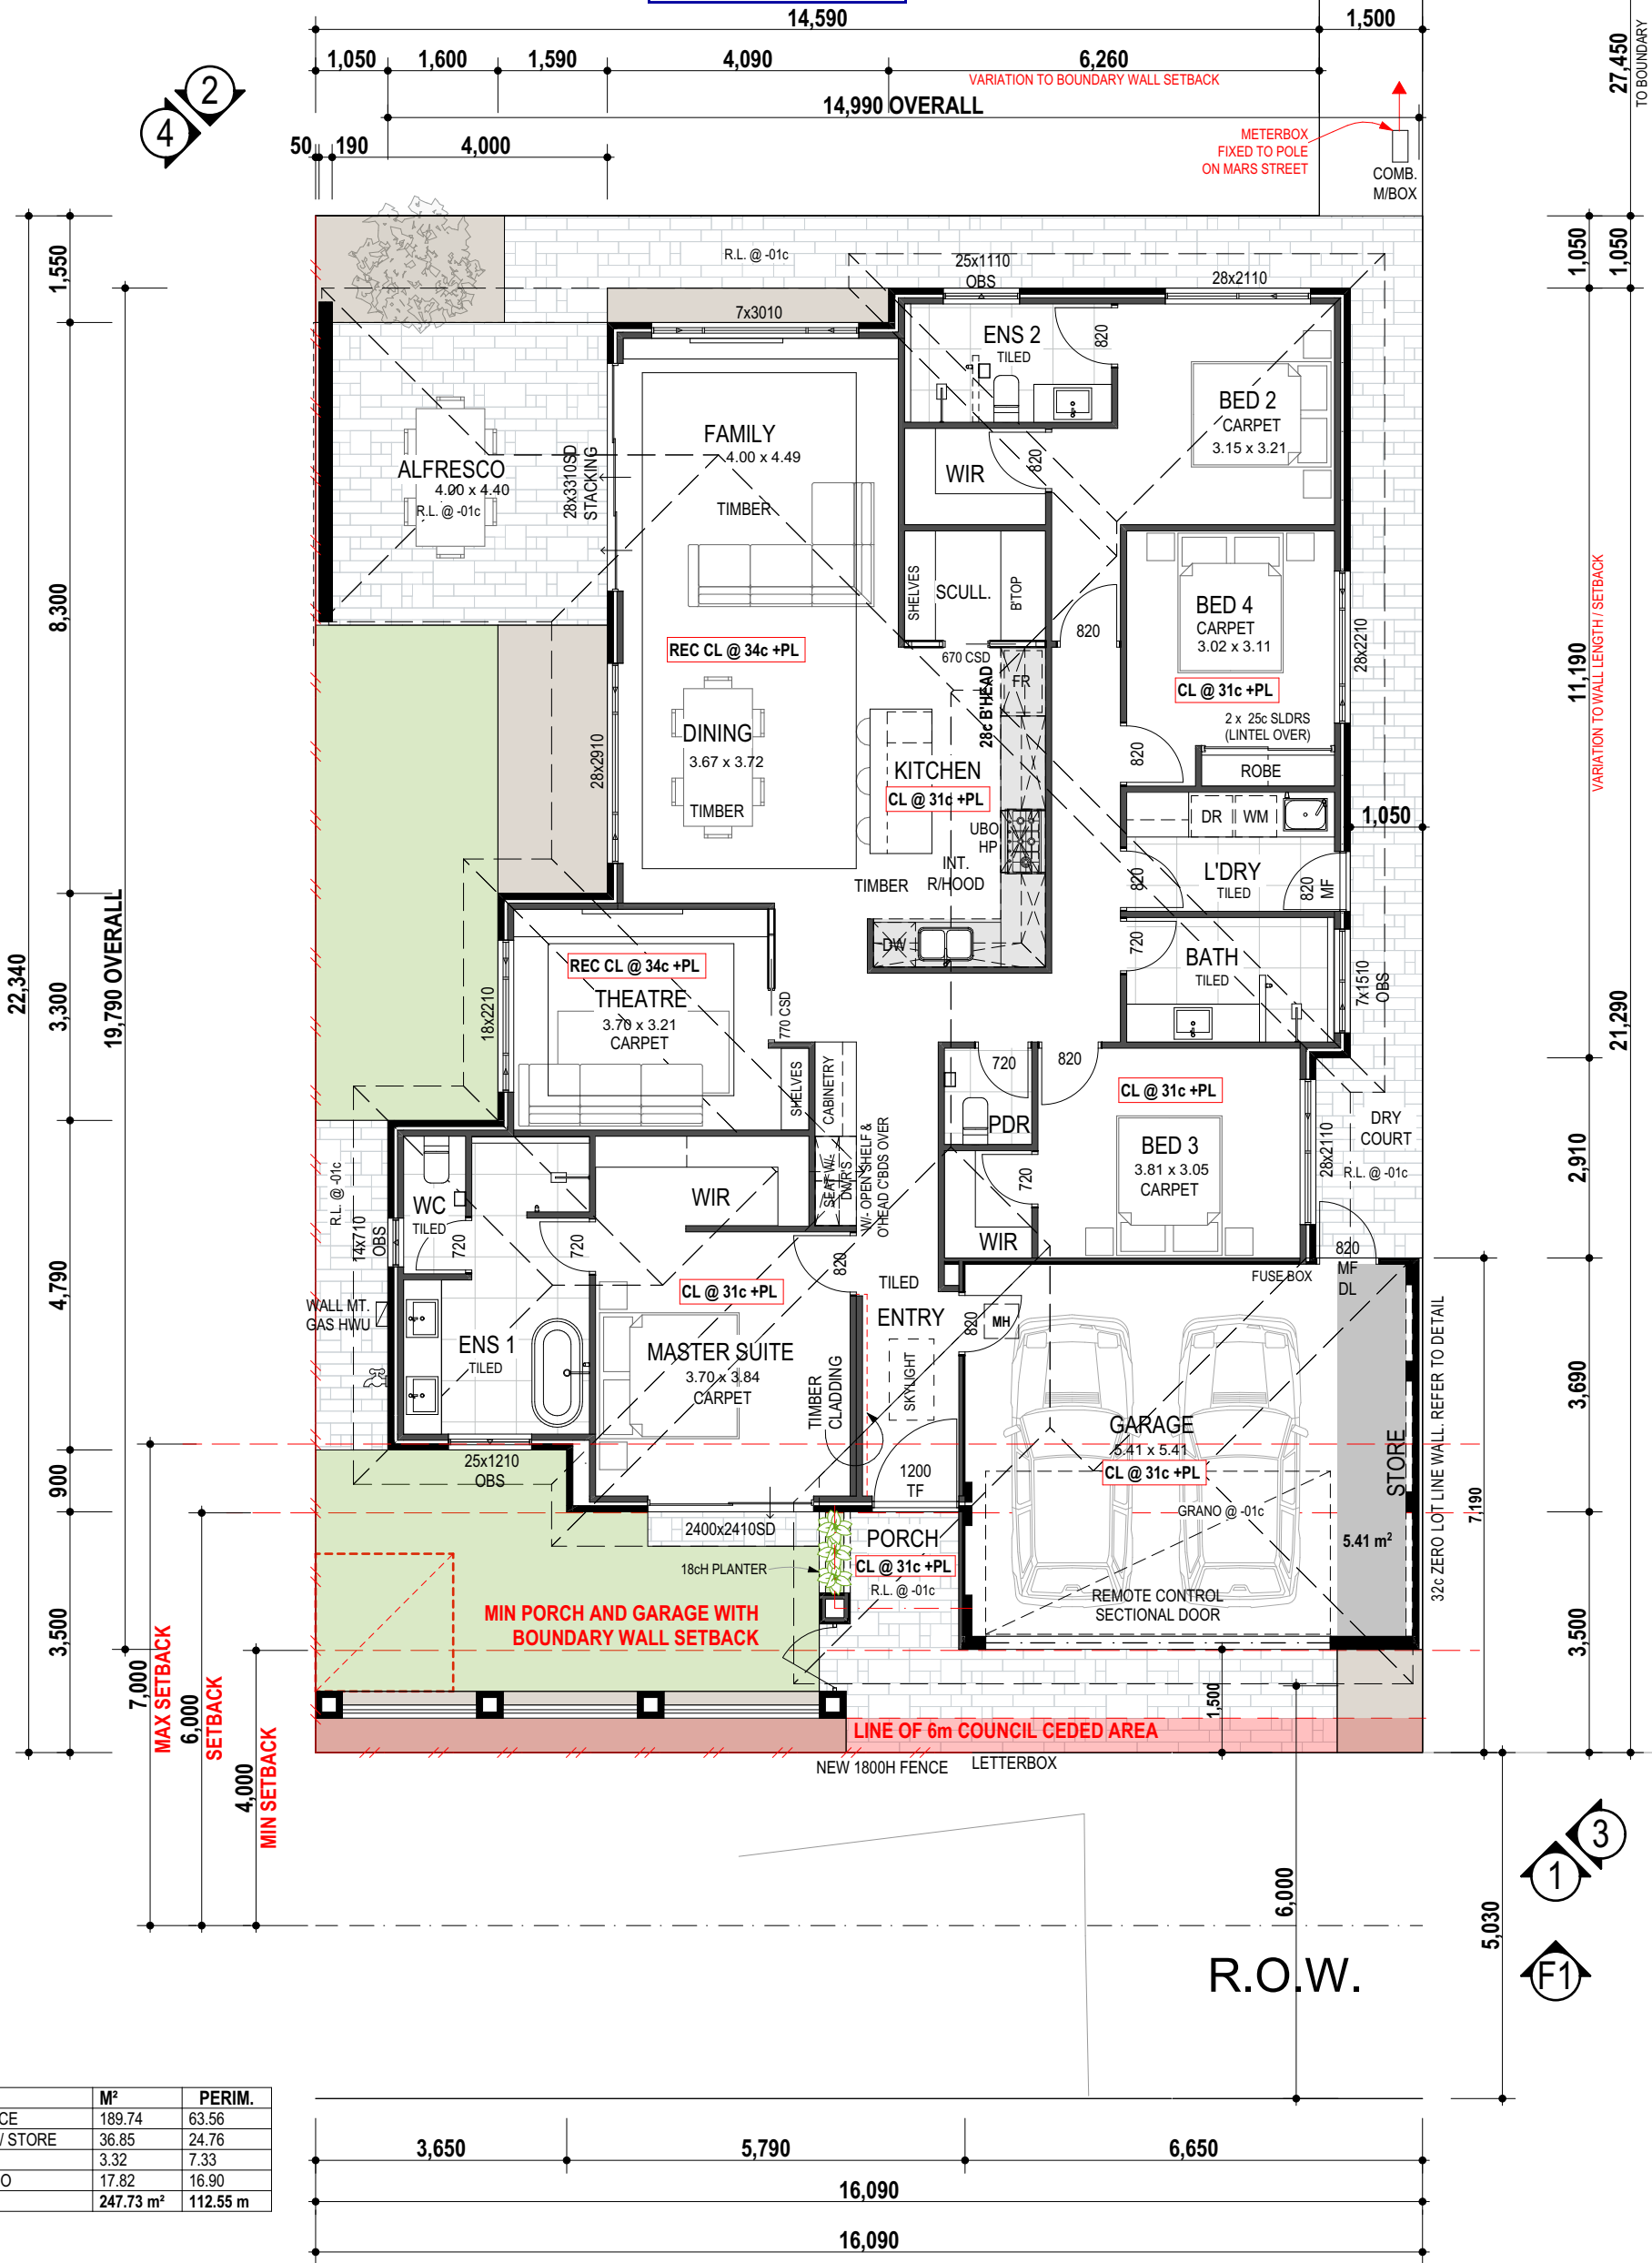 14,590
1,500
1,050
1,600
1,590
4,090
6,260
VARIATION TO BOUNDARY WALL SETBACK
14,990 OVERALL
50
190
4,000
27,450
TO BOUNDARY
2
4
METERBOX
FIXED TO POLE
ON MARS STREET
COMB.
M/BOX
1,550
8,300
3,300
4,790
900
3,500
22,340
19,790 OVERALL
1,050
1,050
11,190
VARIATION TO WALL LENGTH / SETBACK
21,290
2,910
3,690
3,500
7,190
1,050
R.L. @ -01c
25x1110
OBS
28x2110
7x3010
ENS 2
TILED
820
BED 2
CARPET
3.15 x 3.21
FAMILY
4.00 x 4.49
TIMBER
ALFRESCO
4.00 x 4.40
R.L. @ -01c
28x3310SD
STACKING
WIR
820
SHELVES
SCULL.
B'TOP
820
BED 4
CARPET
3.02 x 3.11
CL @ 31c +PL
2 x 25c SLDRS
(LINTEL OVER)
28x2210
ROBE
820
REC CL @ 34c +PL
670 CSD
28c B'HEAD
FR
DINING
3.67 x 3.72
TIMBER
28x2910
KITCHEN
CL @ 31c +PL
UBO
HP
INT.
R/HOOD
TIMBER
DW
DR
WM
L'DRY
TILED
820
820
MF
720
BATH
TILED
7x1510
OBS
REC CL @ 34c +PL
THEATRE
3.70 x 3.21
CARPET
18x2210
770 CSD
SHELVES
CABINETRY
SEAT W/-
DWR'S
W/- OPEN SHELF &
O'HEAD C'BDS OVER
720
PDR
820
CL @ 31c +PL
BED 3
3.81 x 3.05
CARPET
28x2110
DRY
COURT
R.L. @ -01c
720
WIR
R.L. @ -01c
14x710
OBS
WC
TILED
720
720
WIR
820
TILED
ENTRY
WALL MT.
GAS HWU
ENS 1
TILED
CL @ 31c +PL
MASTER SUITE
3.70 x 3.84
CARPET
TIMBER
CLADDING
SKYLIGHT
820
MH
FUSE BOX
820
MF
DL
GARAGE
5.41 x 5.41
CL @ 31c +PL
GRANO @ -01c
STORE
5.41 m²
32c ZERO LOT LINE WALL. REFER TO DETAIL
25x1210
OBS
1200
TF
2400x2410SD
PORCH
CL @ 31c +PL
R.L. @ -01c
18cH PLANTER
REMOTE CONTROL
SECTIONAL DOOR
MIN PORCH AND GARAGE WITH
BOUNDARY WALL SETBACK
7,000
MAX SETBACK
6,000
SETBACK
4,000
MIN SETBACK
1,500
LINE OF 6m COUNCIL CEDED AREA
NEW 1800H FENCE
LETTERBOX
6,000
5,030
3
1
F1
R.O.W.
M² PERIM.
CE 189.74 63.56
/ STORE 36.85 24.76
3.32 7.33
O 17.82 16.90
247.73 m² 112.55 m
3,650
5,790
6,650
16,090
16,090